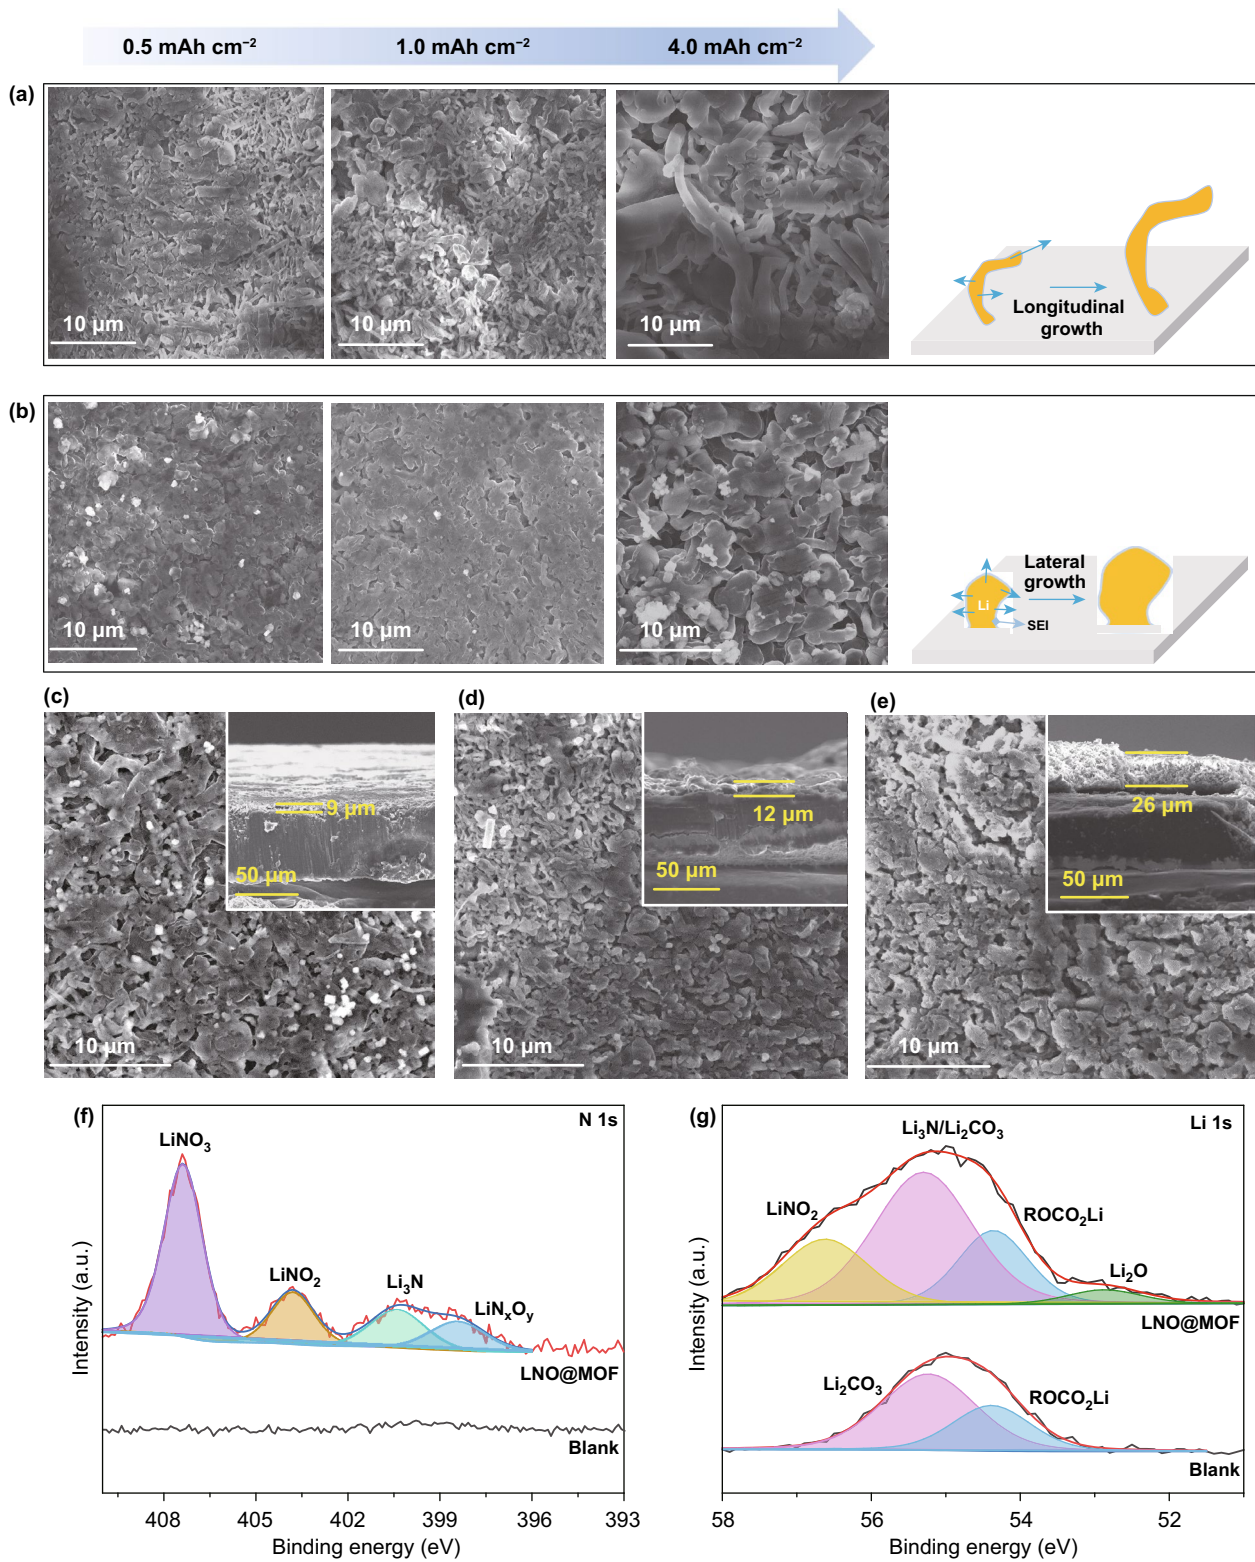 0.5 mAh cm⁻² 1.0 mAh cm⁻² 4.0 mAh cm⁻²
(a)
10 µm 10 µm 10 µm
Longitudinal
growth
(b)
10 µm 10 µm 10 µm
Lateral
growth
Li
SEI
(c) (d) (e)
9 µm
50 µm
10 µm
12 µm
50 µm
10 µm
26 µm
50 µm
10 µm
(f)
N 1s
LiNO₃
LiNO₂
Li₃N
LiNₓOᵧ
LNO@MOF
Blank
Intensity (a.u.)
408 405 402 399 396 393
Binding energy (eV)
(g)
Li 1s
Li₃N/Li₂CO₃
LiNO₂
ROCO₂Li
Li₂O
LNO@MOF
Li₂CO₃
ROCO₂Li
Blank
Intensity (a.u.)
58 56 54 52
Binding energy (eV)